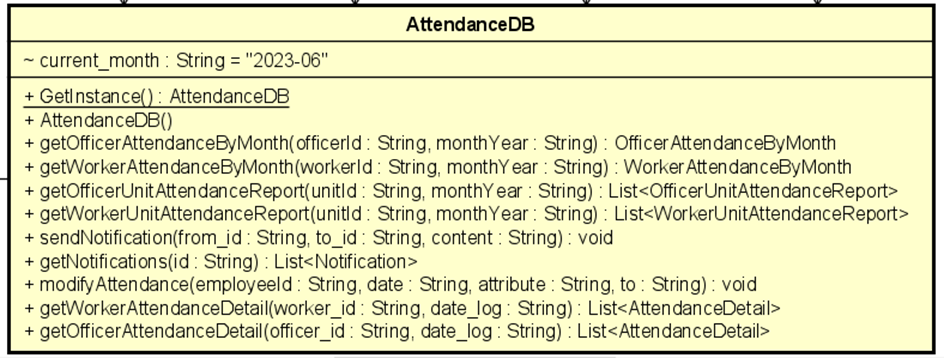 AttendanceDB
~ current_month : String = "2023-06"
+ GetInstance() : AttendanceDB
+ AttendanceDB()
+ getOfficerAttendanceByMonth(officerId : String, monthYear : String) : OfficerAttendanceByMonth
+ getWorkerAttendanceByMonth(workerId : String, monthYear : String) : WorkerAttendanceByMonth
+ getOfficerUnitAttendanceReport(unitId : String, monthYear : String) : List<OfficerUnitAttendanceReport>
+ getWorkerUnitAttendanceReport(unitId : String, monthYear : String) : List<WorkerUnitAttendanceReport>
+ sendNotification(from_id : String, to_id : String, content : String) : void
+ getNotifications(id : String) : List<Notification>
+ modifyAttendance(employeeId : String, date : String, attribute : String, to : String) : void
+ getWorkerAttendanceDetail(worker_id : String, date_log : String) : List<AttendanceDetail>
+ getOfficerAttendanceDetail(officer_id : String, date_log : String) : List<AttendanceDetail>